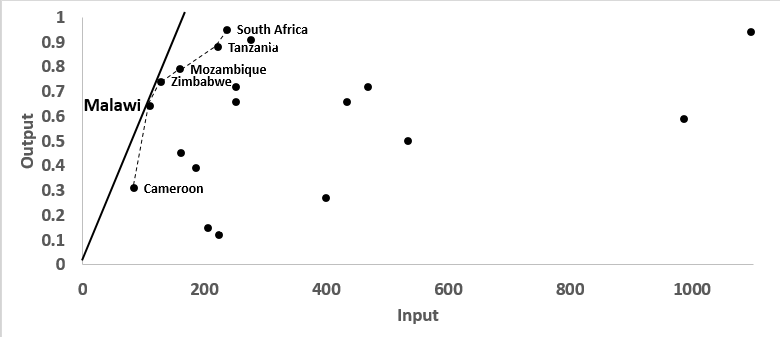 1
0.9
0.8
0.7
0.6
0.5
0.4
0.3
0.2
0.1
0
Output
South Africa
Tanzania
Mozambique
Zimbabwe
Malawi
Cameroon
0 200 400 600 800 1000
Input